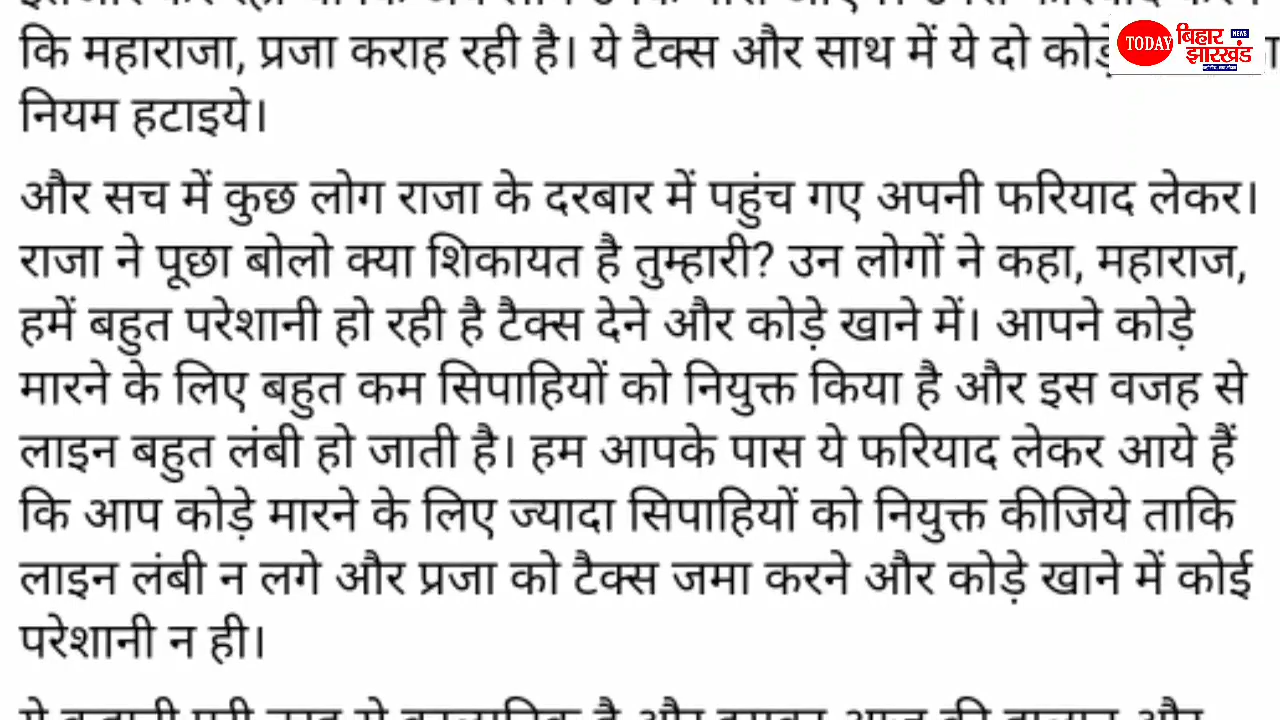 कि महाराजा, प्रजा कराह रही है। ये टैक्स और साथ में ये दो
नियम हटाइये।
और सच में कुछ लोग राजा के दरबार में पहुंच गए अपनी फरियाद लेकर।
राजा ने पूछा बोलो क्या शिकायत है तुम्हारी? उन लोगों ने कहा, महाराज,
हमें बहुत परेशानी हो रही है टैक्स देने और कोड़े खाने में। आपने कोड़े
मारने के लिए बहुत कम सिपाहियों को नियुक्त किया है और इस वजह से
लाइन बहुत लंबी हो जाती है। हम आपके पास ये फरियाद लेकर आये हैं
कि आप कोड़े मारने के लिए ज्यादा सिपाहियों को नियुक्त कीजिये ताकि
लाइन लंबी न लगे और प्रजा को टैक्स जमा करने और कोड़े खाने में कोई
परेशानी न ही।
TODAY
बिहार
झारखंड
NEWS